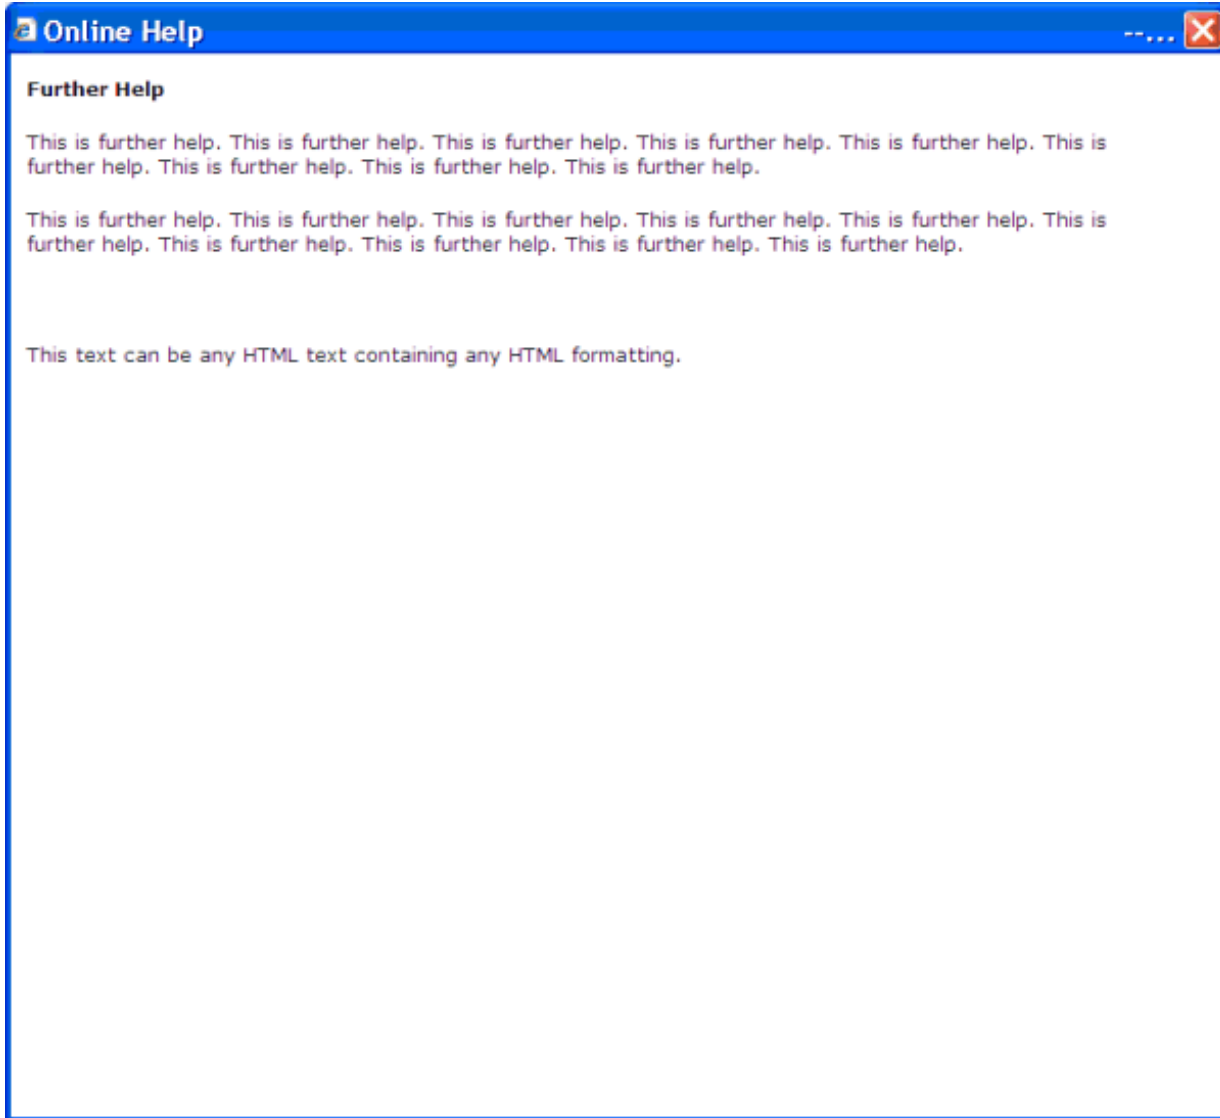 Online Help --...
Further Help
This is further help. This is further help. This is further help. This is further help. This is further help. This is
further help. This is further help. This is further help. This is further help.
This is further help. This is further help. This is further help. This is further help. This is further help. This is
further help. This is further help. This is further help. This is further help. This is further help.
This text can be any HTML text containing any HTML formatting.